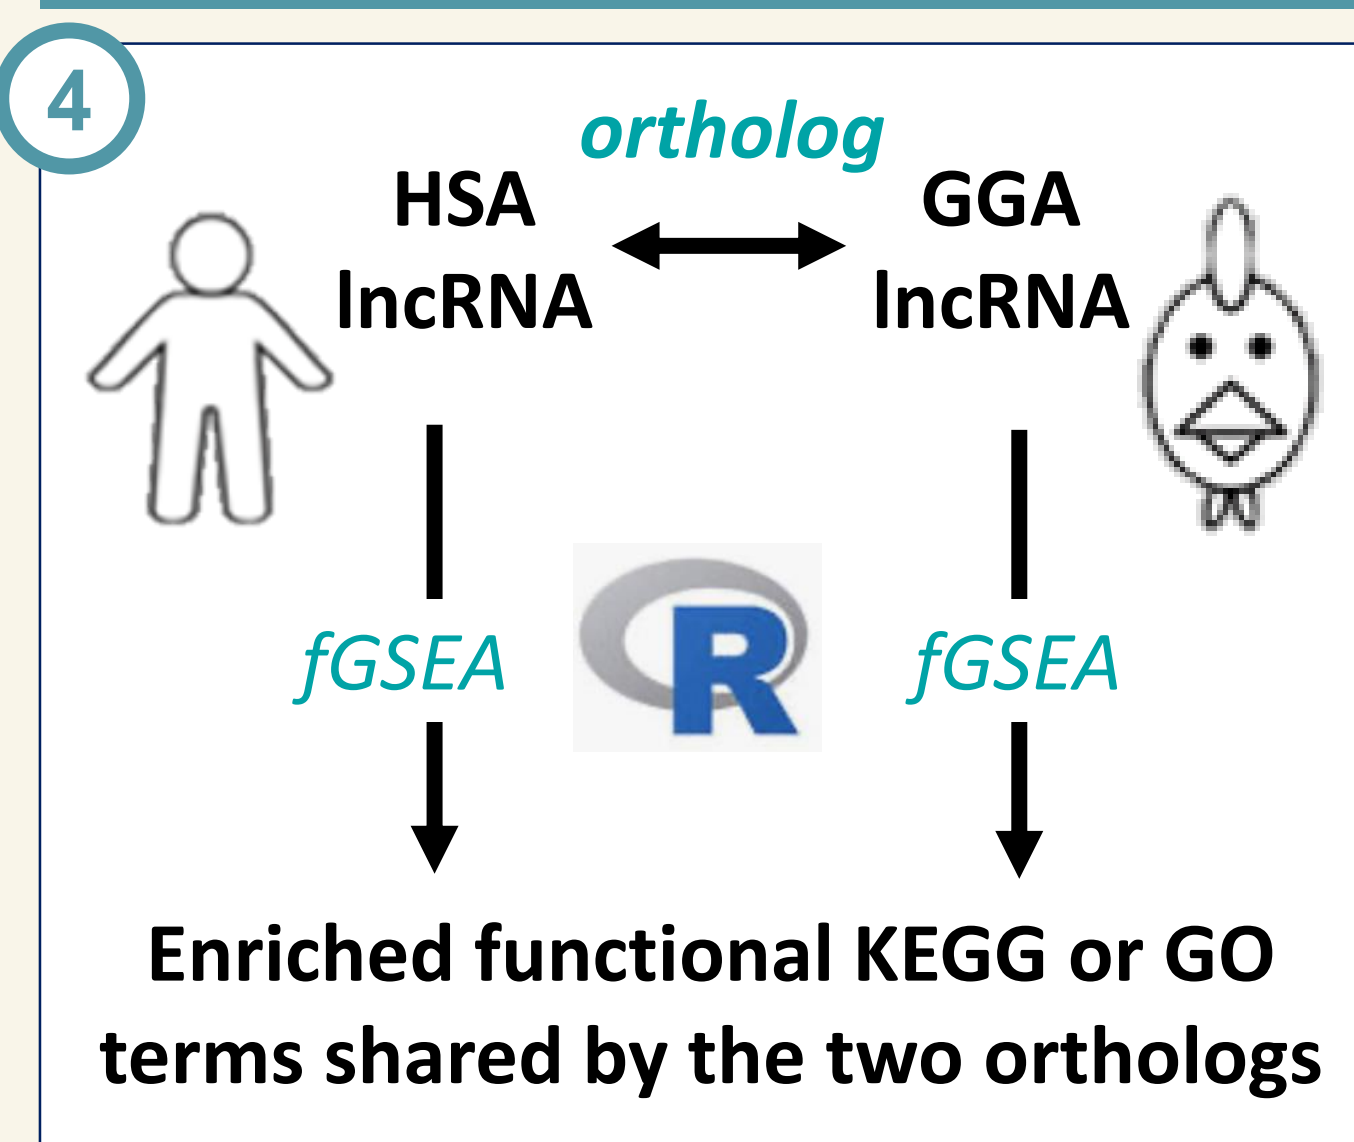 4
ortholog
HSA
lncRNA
GGA
lncRNA
fGSEA
R
fGSEA
Enriched functional KEGG or GO
terms shared by the two orthologs